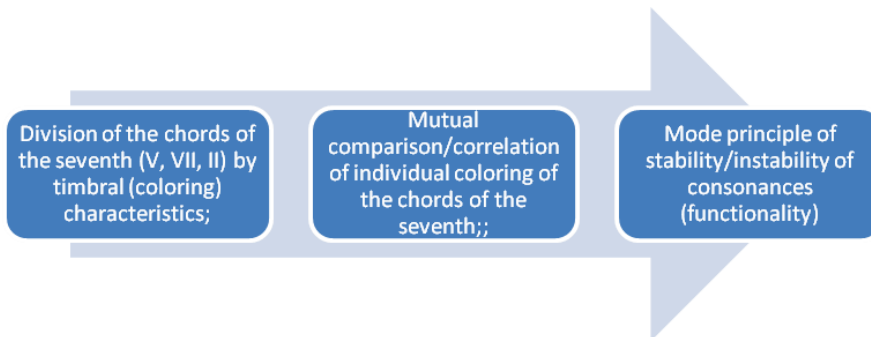 Division of the chords of
the seventh (V, VII, II) by
timbral (coloring)
characteristics;
Mutual
comparison/correlation
of individual coloring of
the chords of the
seventh;;
Mode principle of
stability/instability of
consonances
(functionality)